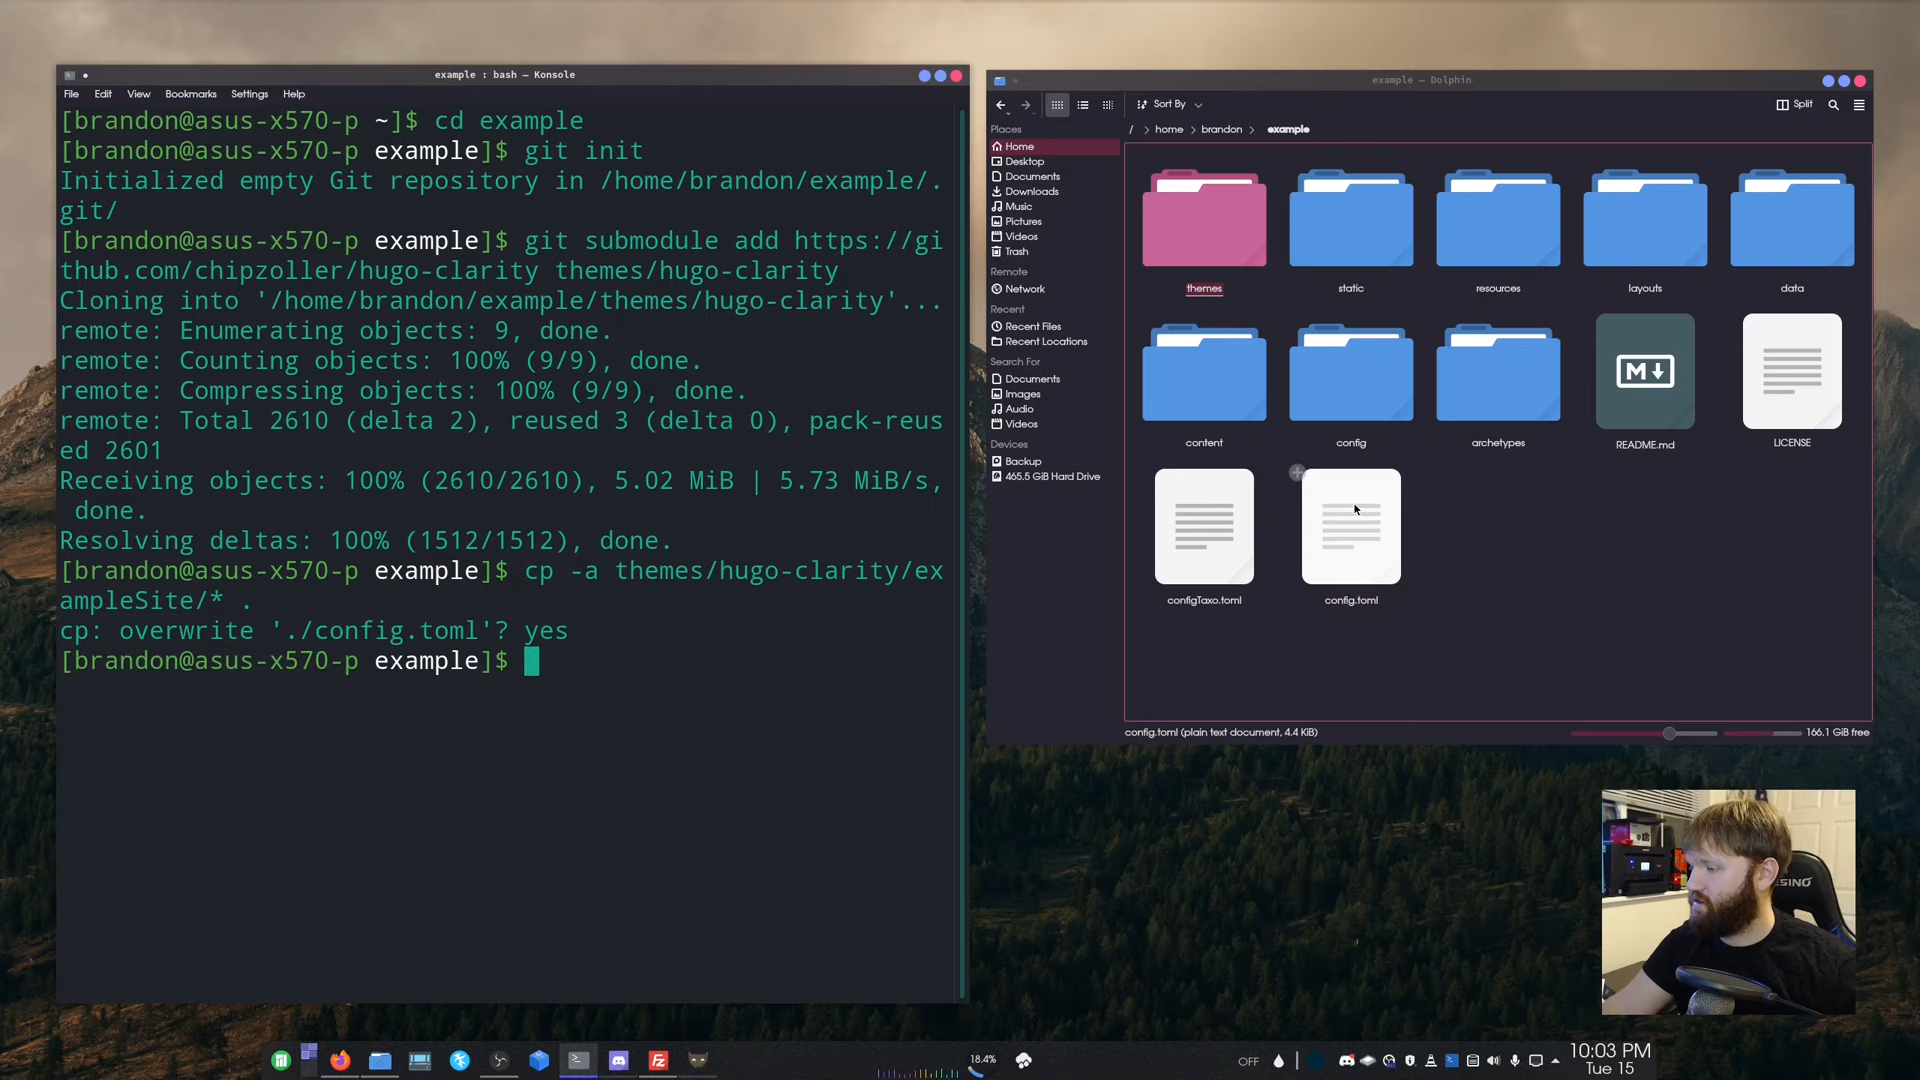 example : bash — Konsole
File Edit View Bookmarks Settings Help
[brandon@asus-x570-p ~]$ cd example
[brandon@asus-x570-p example]$ git init
Initialized empty Git repository in /home/brandon/example/.
git/
[brandon@asus-x570-p example]$ git submodule add https://gi
thub.com/chipzoller/hugo-clarity themes/hugo-clarity
Cloning into '/home/brandon/example/themes/hugo-clarity'...
remote: Enumerating objects: 9, done.
remote: Counting objects: 100% (9/9), done.
remote: Compressing objects: 100% (9/9), done.
remote: Total 2610 (delta 2), reused 3 (delta 0), pack-reus
ed 2601
Receiving objects: 100% (2610/2610), 5.02 MiB | 5.73 MiB/s,
 done.
Resolving deltas: 100% (1512/1512), done.
[brandon@asus-x570-p example]$ cp -a themes/hugo-clarity/ex
ampleSite/* .
cp: overwrite './config.toml'? yes
[brandon@asus-x570-p example]$
example — Dolphin
Sort By
Split
/ > home > brandon > example
Places
Home
Desktop
Documents
Downloads
Music
Pictures
Videos
Trash
Remote
Network
Recent
Recent Files
Recent Locations
Search For
Documents
Images
Audio
Videos
Devices
Backup
465.5 GiB Hard Drive
themes static resources layouts data
M
content config archetypes README.md LICENSE
configTaxo.toml config.toml
config.toml (plain text document, 4.4 KiB)
166.1 GiB free
SINO
18.4%
OFF
10:03 PM
Tue 15